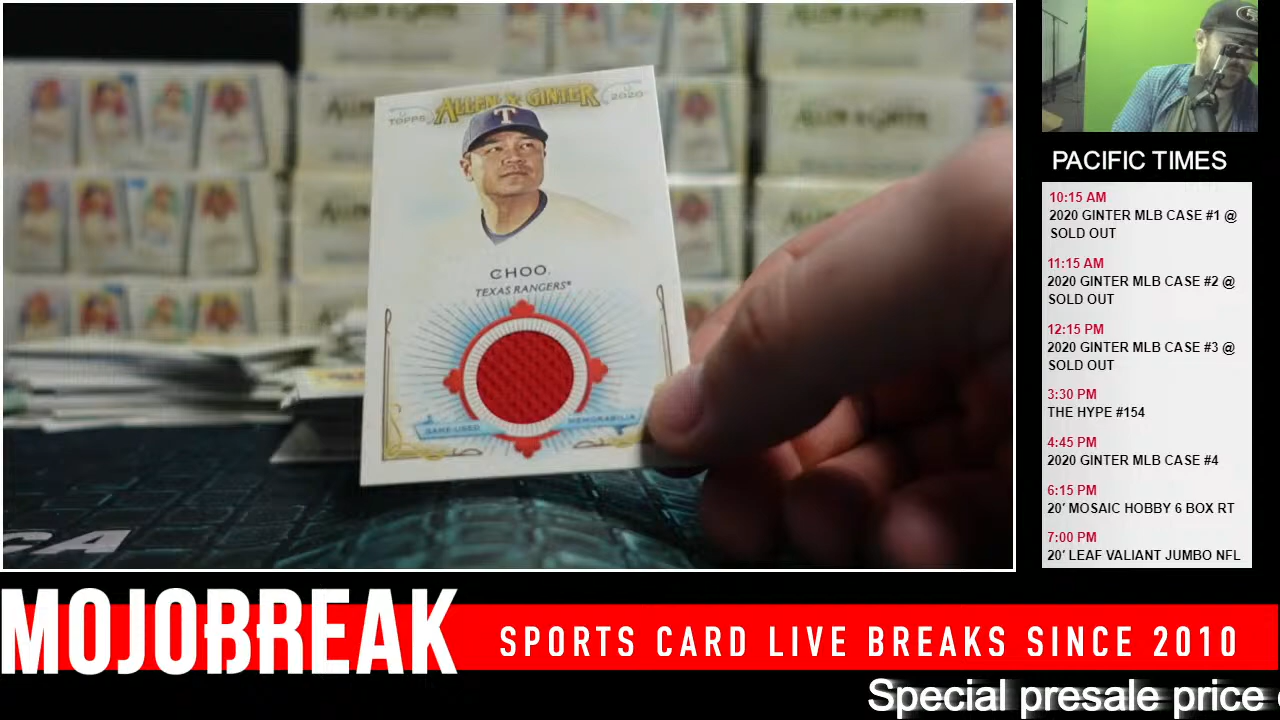 TOPPS
ALLEN & GINTER
2020
CHOO
TEXAS RANGERS
GAME-USED
MEMORABILIA
CA
PACIFIC TIMES
10:15 AM
2020 GINTER MLB CASE #1 @
SOLD OUT
11:15 AM
2020 GINTER MLB CASE #2 @
SOLD OUT
12:15 PM
2020 GINTER MLB CASE #3 @
SOLD OUT
3:30 PM
THE HYPE #154
4:45 PM
2020 GINTER MLB CASE #4
6:15 PM
20' MOSAIC HOBBY 6 BOX RT
7:00 PM
20' LEAF VALIANT JUMBO NFL
MOJOBREAK
SPORTS CARD LIVE BREAKS SINCE 2010
Special presale price